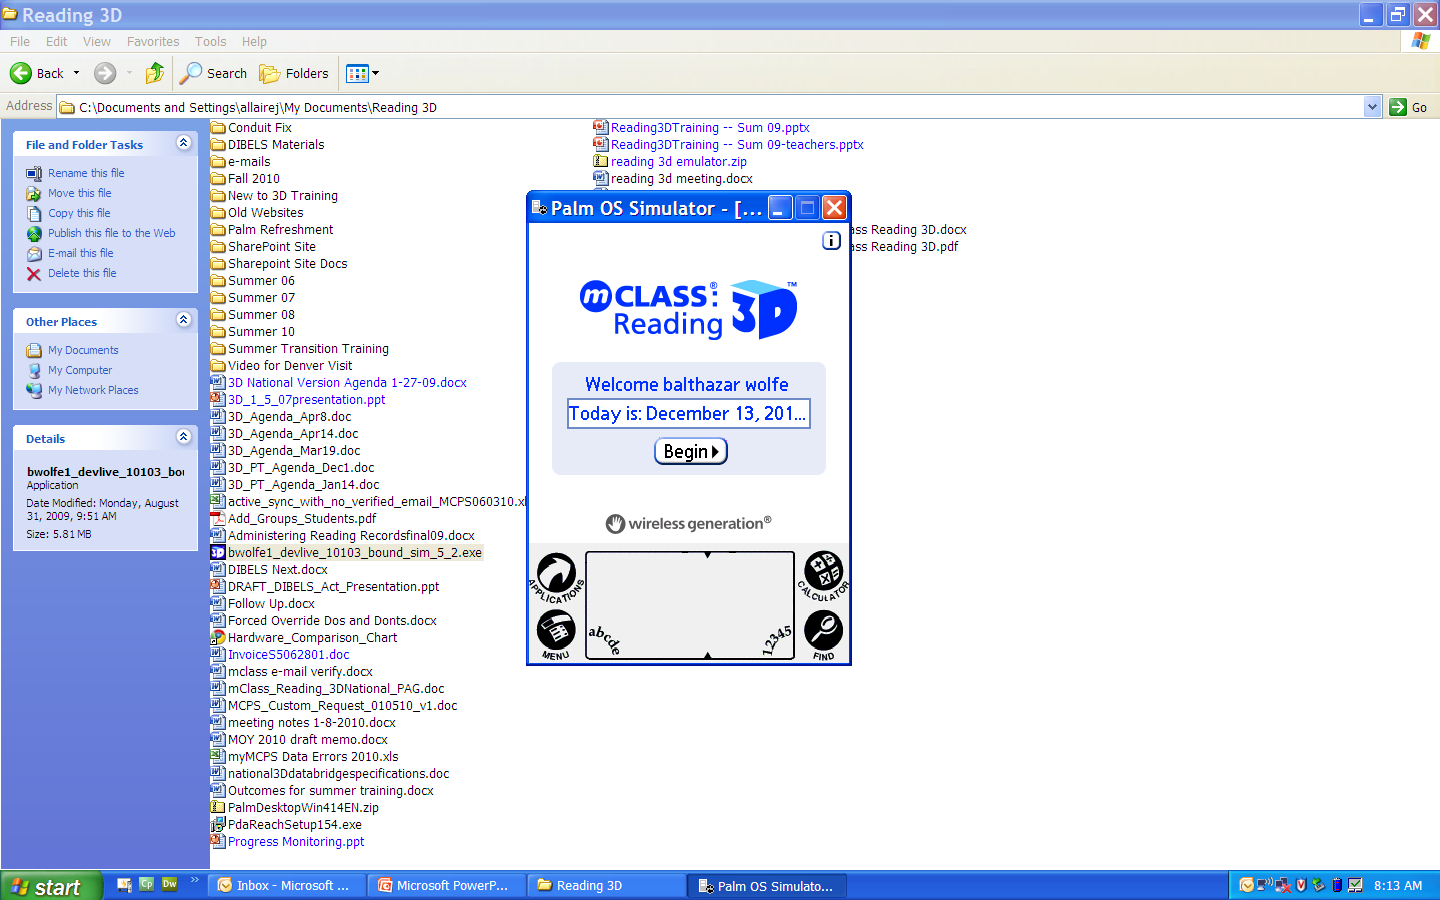 Reading 3D
File Edit View Favorites Tools Help
Back Search Folders
Address C:\Documents and Settings\allairej\My Documents\Reading 3D Go
File and Folder Tasks
Rename this file
Move this file
Copy this file
Publish this file to the Web
E-mail this file
Delete this file
Other Places
My Documents
My Computer
My Network Places
Details
bwolfe1_devlive_10103_bou
Application
Date Modified: Monday, August
31, 2009, 9:51 AM
Size: 5.81 MB
Conduit Fix
DIBELS Materials
e-mails
Fall 2010
New to 3D Training
Old Websites
Palm Refreshment
SharePoint Site
Sharepoint Site Docs
Summer 06
Summer 07
Summer 08
Summer 10
Summer Transition Training
Video for Denver Visit
3D National Version Agenda 1-27-09.docx
3D_1_5_07presentation.ppt
3D_Agenda_Apr8.doc
3D_Agenda_Apr14.doc
3D_Agenda_Mar19.doc
3D_PT_Agenda_Dec1.doc
3D_PT_Agenda_Jan14.doc
active_sync_with_no_verified_email_MCPS060310.xl
Add_Groups_Students.pdf
Administering Reading Recordsfinal09.docx
bwolfe1_devlive_10103_bound_sim_5_2.exe
DIBELS Next.docx
DRAFT_DIBELS_Act_Presentation.ppt
Follow Up.docx
Forced Override Dos and Donts.docx
Hardware_Comparison_Chart
InvoiceS5062801.doc
mclass e-mail verify.docx
mClass_Reading_3DNational_PAG.doc
MCPS_Custom_Request_010510_v1.doc
meeting notes 1-8-2010.docx
MOY 2010 draft memo.docx
myMCPS Data Errors 2010.xls
national3Ddatabridgespecifications.doc
Outcomes for summer training.docx
PalmDesktopWin414EN.zip
PdaReachSetup154.exe
Progress Monitoring.ppt
Reading3DTraining -- Sum 09.pptx
Reading3DTraining -- Sum 09-teachers.pptx
reading 3d emulator.zip
reading 3d meeting.docx
ass Reading 3D.docx
ass Reading 3D.pdf
Palm OS Simulator - [...
i
mCLASS®:
Reading 3D™
Welcome balthazar wolfe
Today is: December 13, 201...
Begin
wireless generation®
APPLICATIONS
MENU
abcde
12345
CALCULATOR
FIND
start Cp Dw » Inbox - Microsoft ... Microsoft PowerP... Reading 3D Palm OS Simulato... 8:13 AM